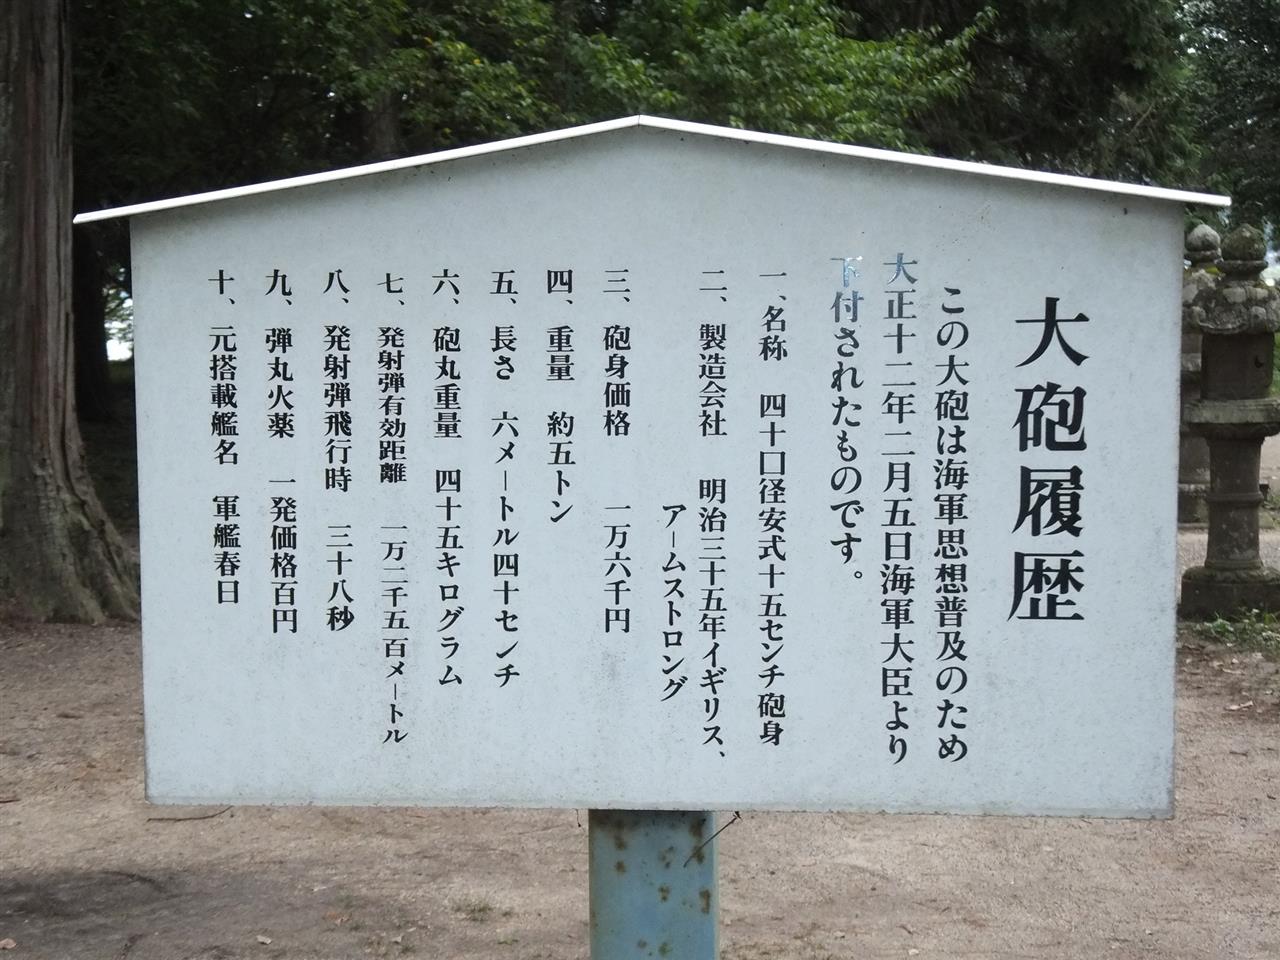 大砲履歴
この大砲は海軍思想普及のため
大正十二年二月五日海軍大臣より
下付されたものです。
一、名称　四十口径安式十五センチ砲身
二、製造会社　明治三十五年イギリス、
アームストロング
三、砲身価格　一万六千円
四、重量　約五トン
五、長さ　六メートル四十センチ
六、砲丸重量　四十五キログラム
七、発射弾有効距離　一万二千五百メートル
八、発射弾飛行時　三十八秒
九、弾丸火薬　一発価格百円
十、元搭載艦名　軍艦春日